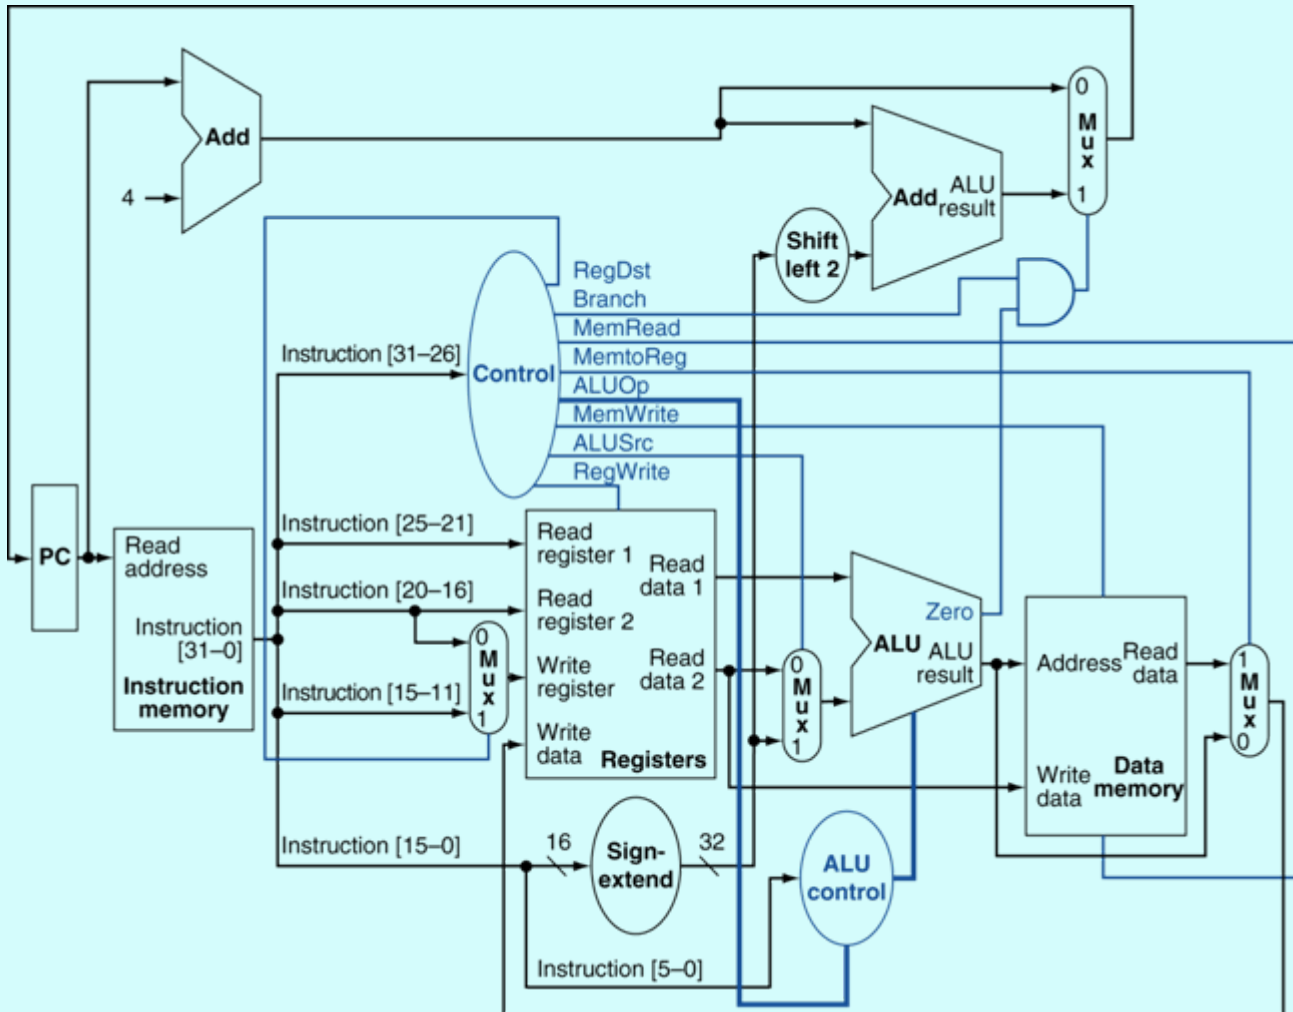 Add
4
0
Mux
1
Add
ALU
result
Shift
left 2
RegDst
Branch
MemRead
MemtoReg
ALUOp
MemWrite
ALUSrc
RegWrite
Control
Instruction [31–26]
Instruction [25–21]
Instruction [20–16]
Instruction [15–11]
Instruction [15–0]
Instruction [5–0]
PC
Read
address
Instruction
[31–0]
Instruction
memory
0
Mux
1
Read
register 1
Read
register 2
Write
register
Write
data
Read
data 1
Read
data 2
Registers
16
Sign-
extend
32
0
Mux
1
Zero
ALU
ALU
result
ALU
control
Address
Read
data
Write
data
Data
memory
1
Mux
0